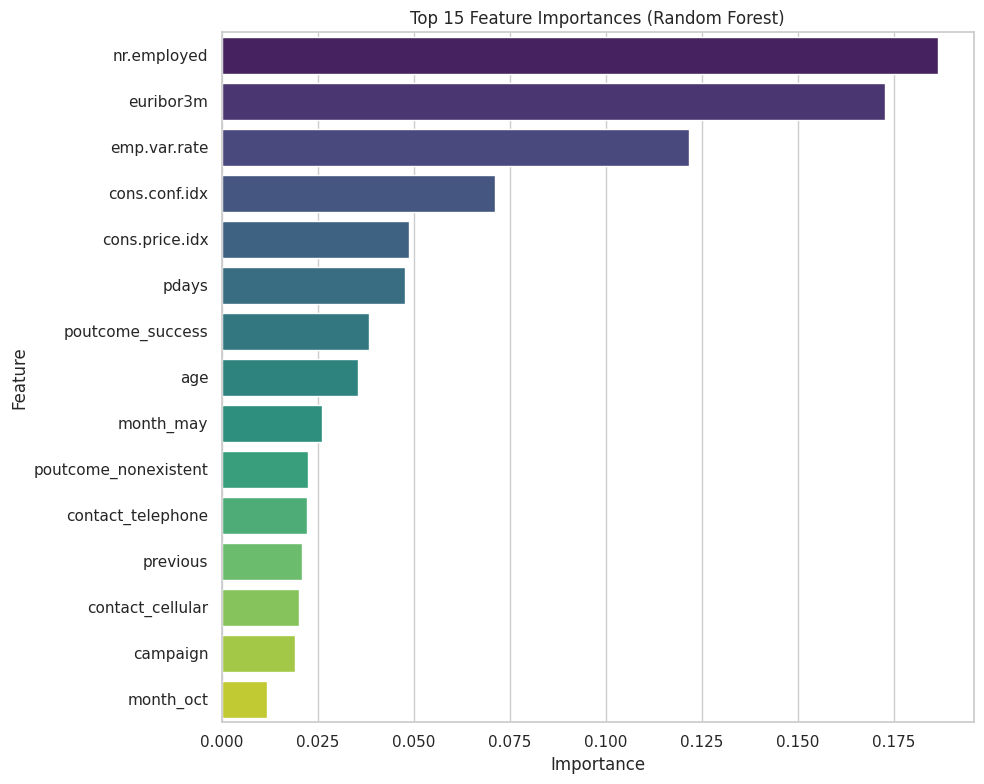 Top 15 Feature Importances (Random Forest)
nr.employed
euribor3m
emp.var.rate
cons.conf.idx
cons.price.idx
pdays
poutcome_success
age
month_may
poutcome_nonexistent
contact_telephone
previous
contact_cellular
campaign
month_oct
Feature
0.000 0.025 0.050 0.075 0.100 0.125 0.150 0.175
Importance